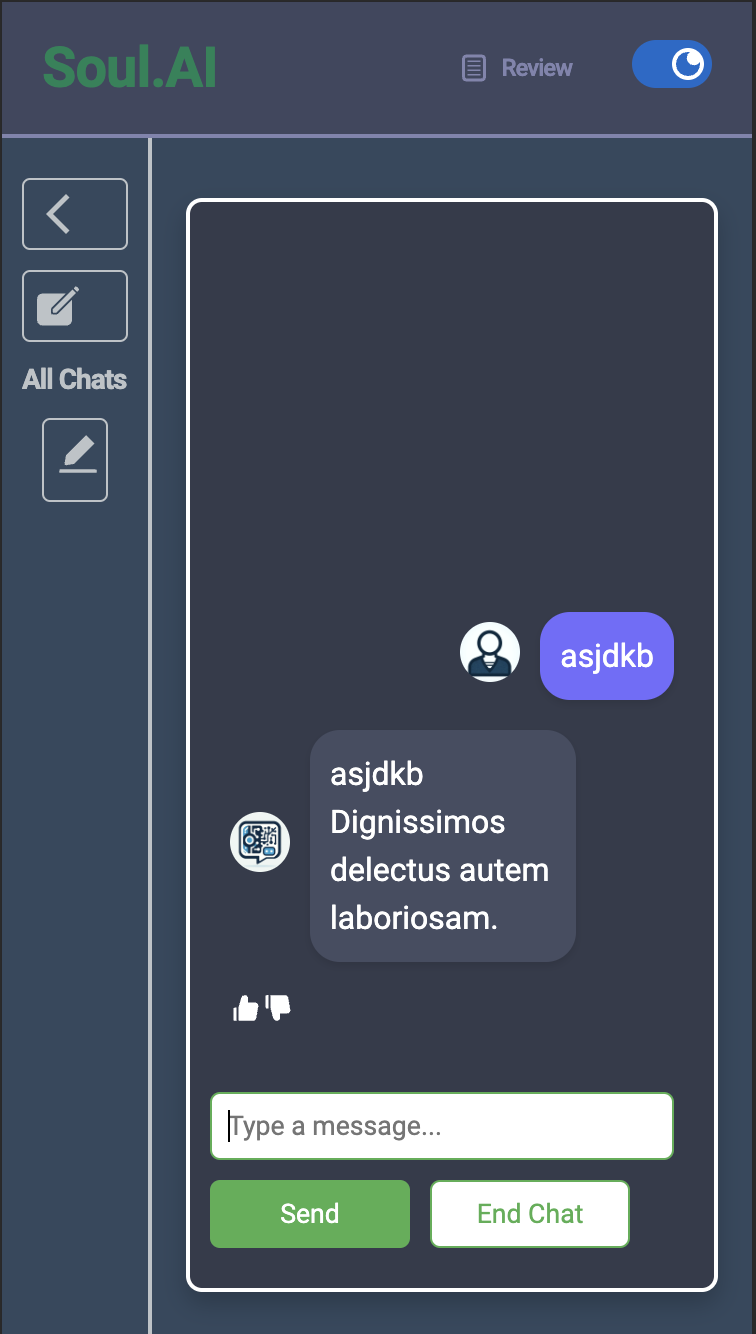 Soul.AI
Review
All Chats
asjdkb
asjdkb
Dignissimos
delectus autem
laboriosam.
Type a message...
Send
End Chat